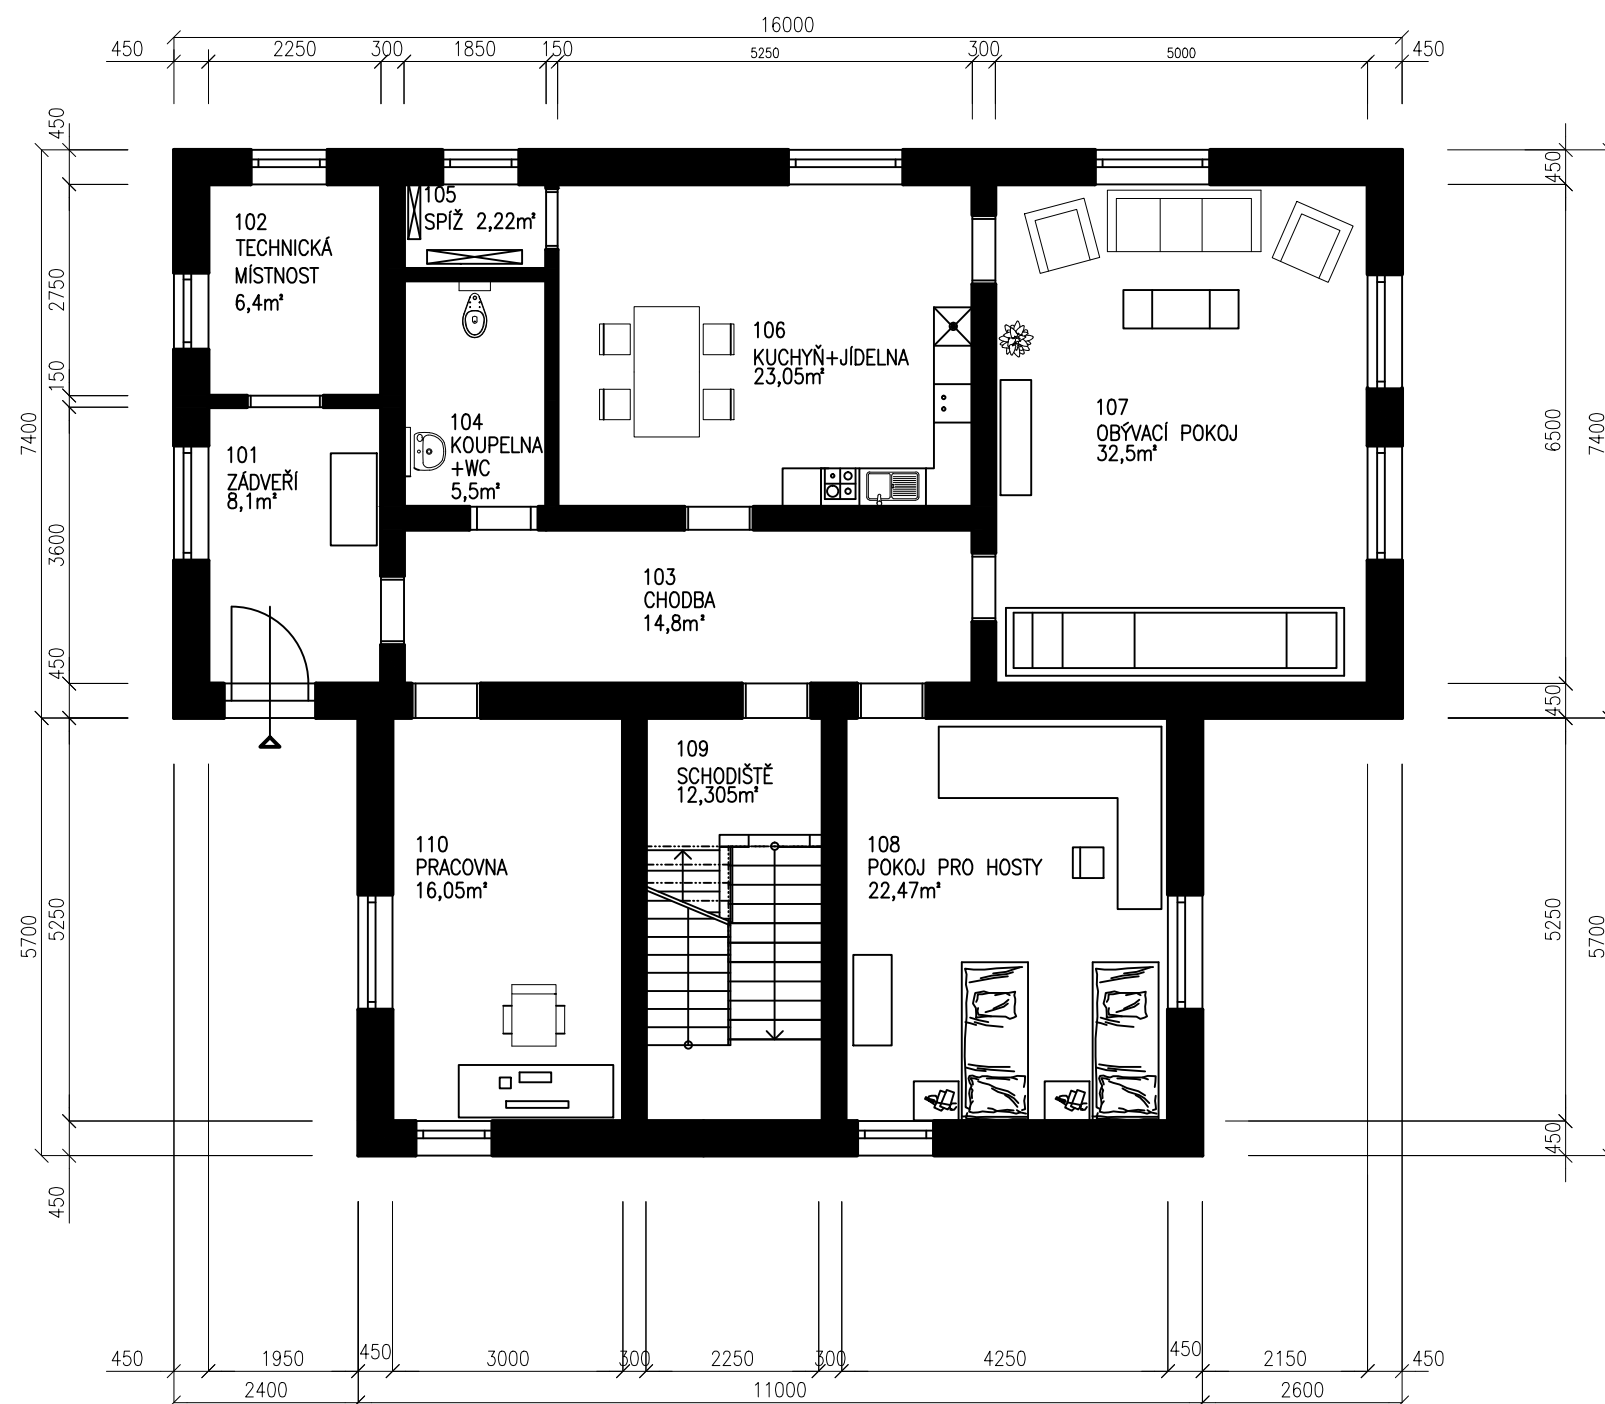 16000
450 2250 300 1850 150 5250 300 5000 450
450
450
105
SPÍŽ 2,22m²
102
TECHNICKÁ
MÍSTNOST
6,4m²
2750
106
KUCHYŇ+JÍDELNA
23,05m²
150
107
OBÝVACÍ POKOJ
32,5m²
104
KOUPELNA
+WC
5,5m²
7400
6500
7400
101
ZÁDVEŘÍ
8,1m²
3600
103
CHODBA
14,8m²
450
450
109
SCHODIŠTĚ
12,305m²
110
PRACOVNA
16,05m²
108
POKOJ PRO HOSTY
22,47m²
5700
5250
5250
5700
450
450
450 1950 450 3000 300 2250 300 4250 450 2150 450
2400 11000 2600